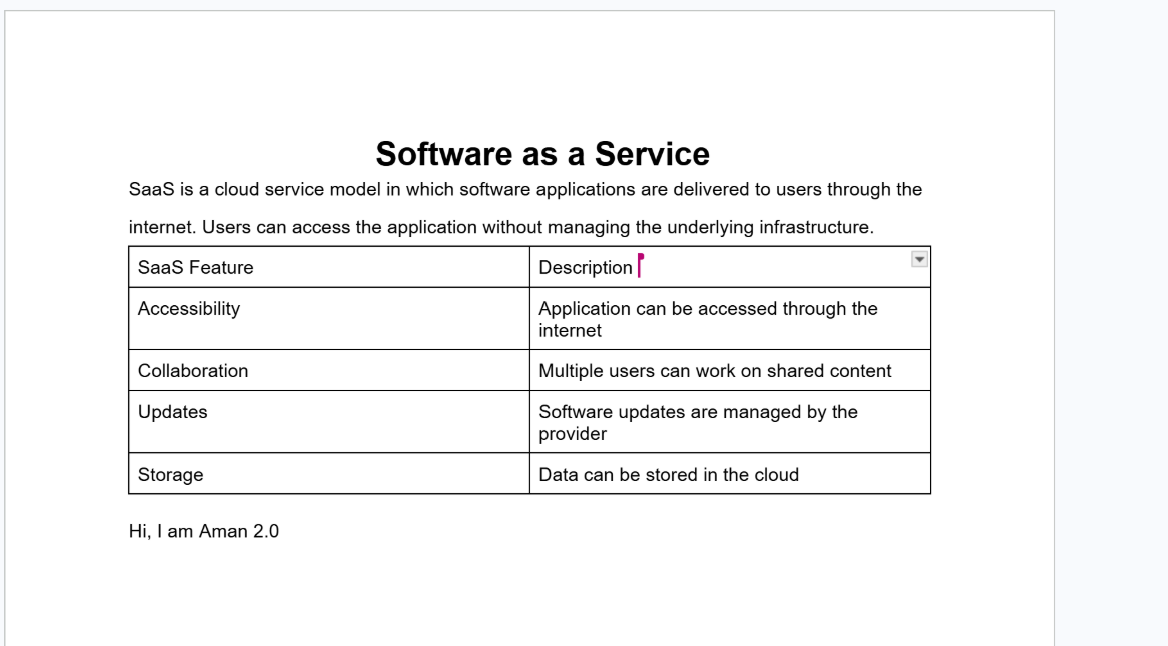 Software as a Service
SaaS is a cloud service model in which software applications are delivered to users through the
internet. Users can access the application without managing the underlying infrastructure.
SaaS Feature
Description
Accessibility
Application can be accessed through the
internet
Collaboration
Multiple users can work on shared content
Updates
Software updates are managed by the
provider
Storage
Data can be stored in the cloud
Hi, I am Aman 2.0